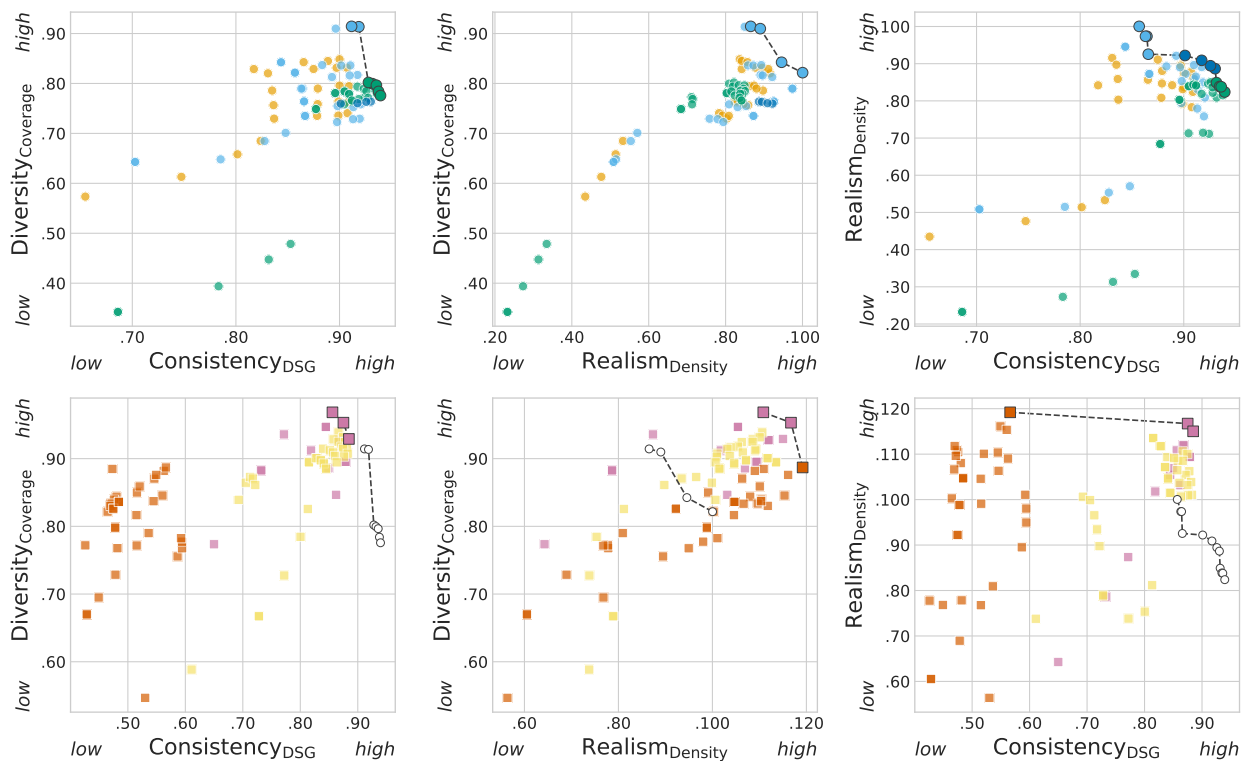 high
.90
.80
.70
.60
.50
.40
Diversity_Coverage
low
.70 .80 .90
low Consistency_DSG high
high
.90
.80
.70
.60
.50
.40
Diversity_Coverage
low
.20 .40 .60 .80 .100
low Realism_Density high
high
.100
.90
.80
.70
.60
.50
.40
.30
.20
Realism_Density
low
.70 .80 .90
low Consistency_DSG high
high
.90
.80
.70
.60
Diversity_Coverage
low
.50 .60 .70 .80 .90
low Consistency_DSG high
high
.90
.80
.70
.60
Diversity_Coverage
low
.60 .80 .100 .120
low Realism_Density high
high
.120
.110
.100
.90
.80
.70
.60
Realism_Density
low
.50 .60 .70 .80 .90
low Consistency_DSG high